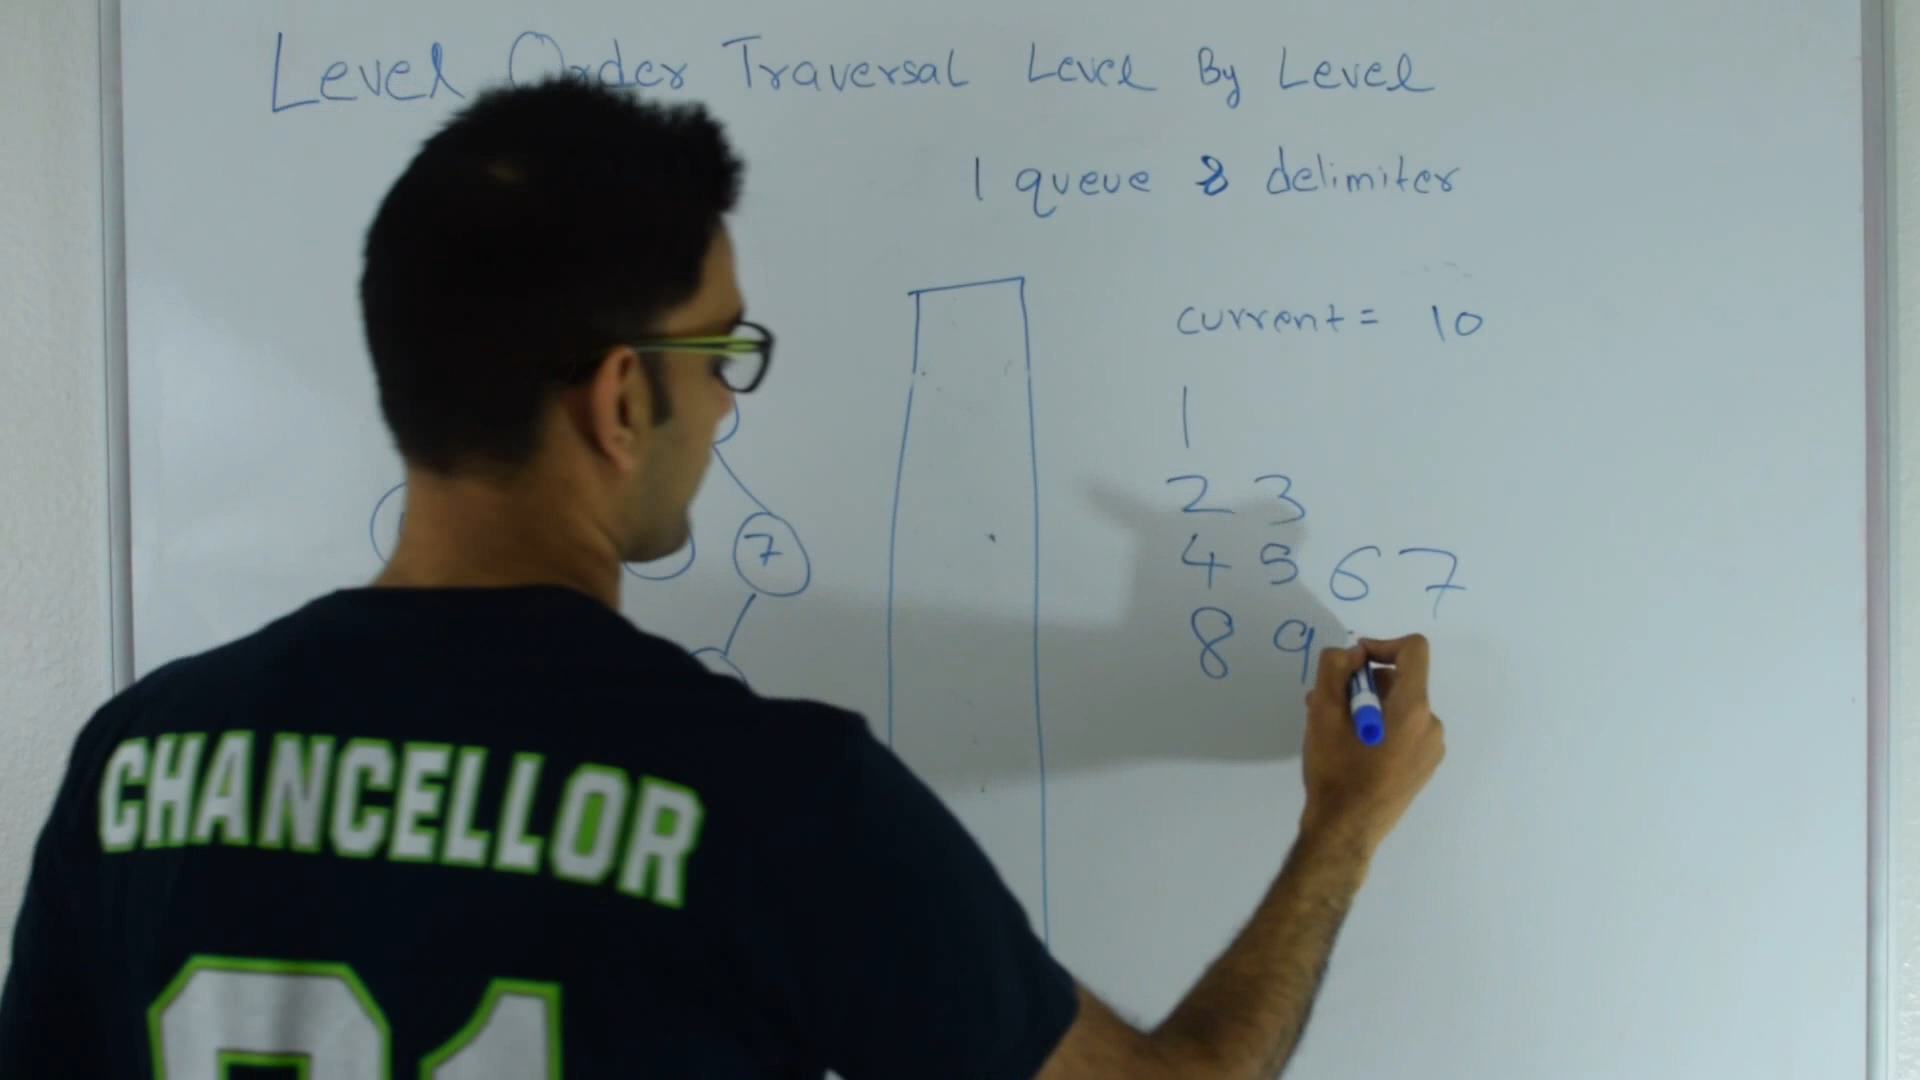 Level Order Traversal Level By Level
1 queue & delimiter
current = 10
1
2 3
4 5 6 7
8 9
7
CHANCELLOR